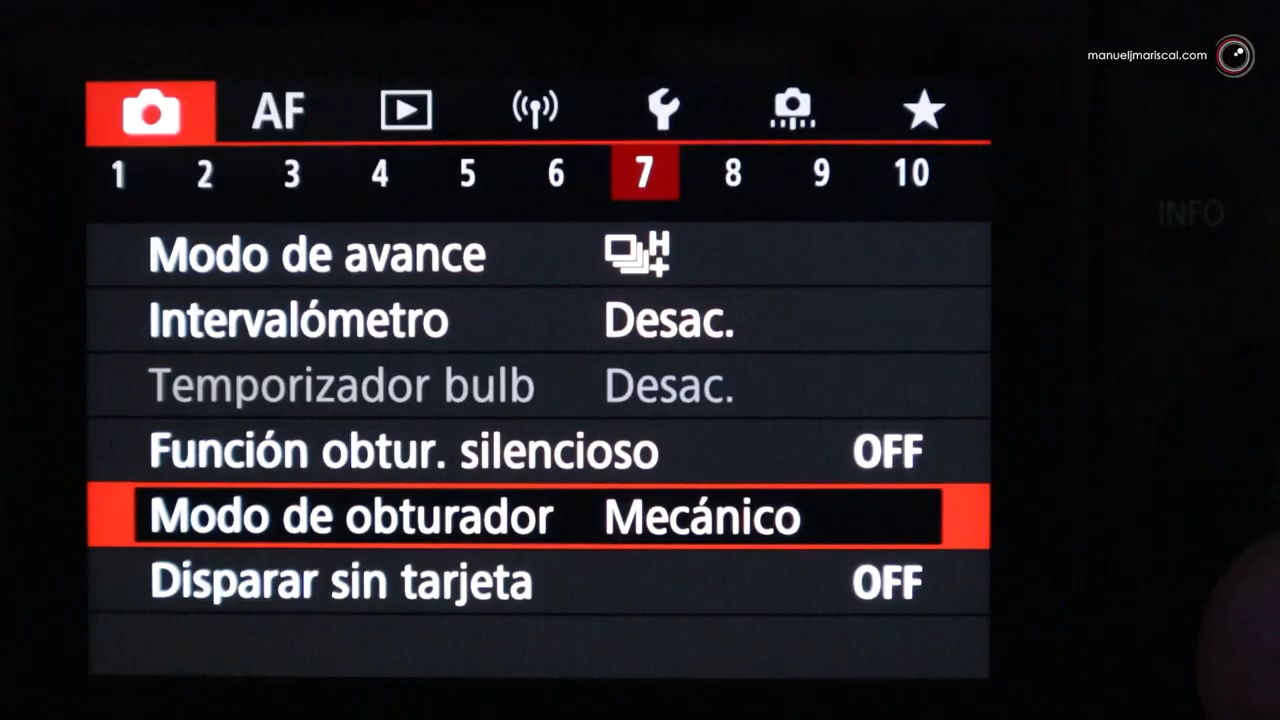 manueljmariscal.com
AF
1 2 3 4 5 6 7 8 9 10
INFO
Modo de avance H+
Intervalómetro Desac.
Temporizador bulb Desac.
Función obtur. silencioso OFF
Modo de obturador Mecánico
Disparar sin tarjeta OFF